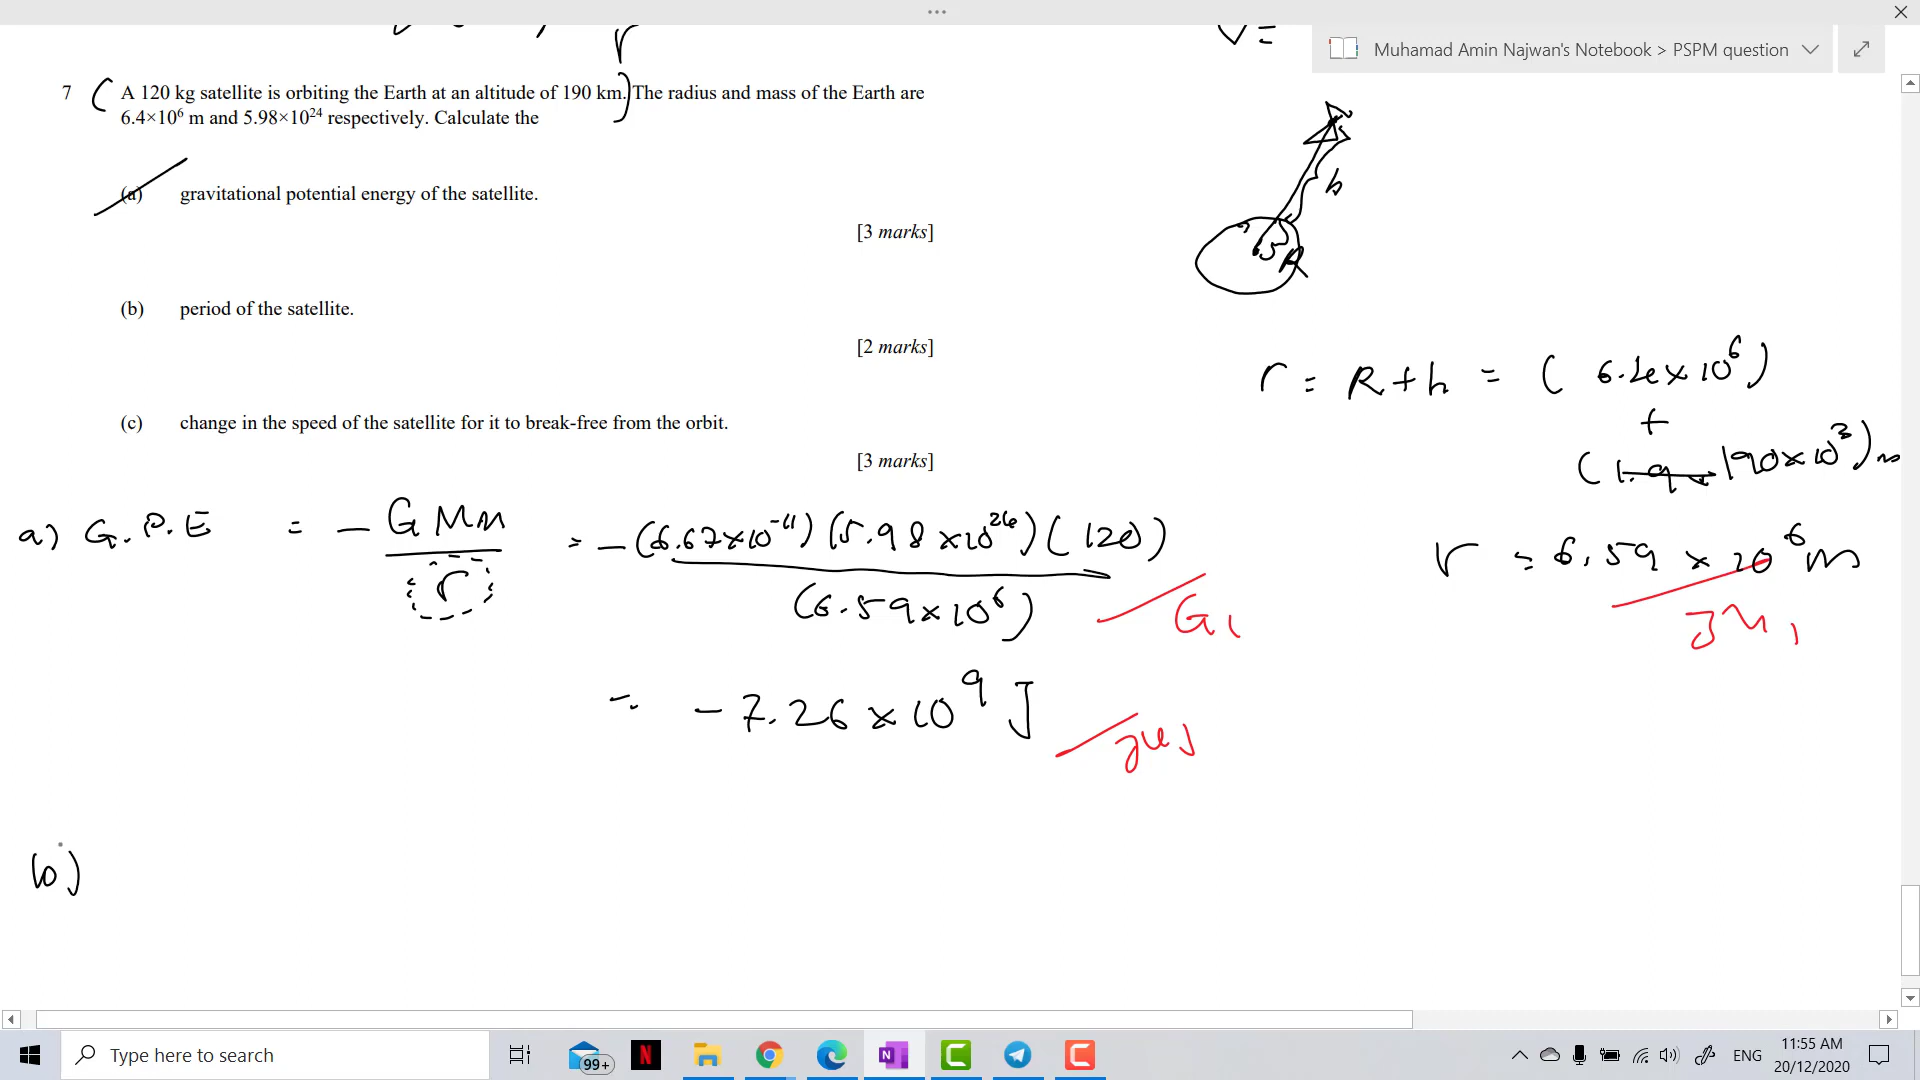 Muhamad Amin Najwan's Notebook > PSPM question
V =
r
7 ( A 120 kg satellite is orbiting the Earth at an altitude of 190 km.) The radius and mass of the Earth are
6.4×10⁶ m and 5.98×10²⁴ respectively. Calculate the
(a) gravitational potential energy of the satellite.
[3 marks]
h
R
(b) period of the satellite.
[2 marks]
r = R + h = ( 6.4 × 10⁶ )
+
( 190 × 10³ ) m
(c) change in the speed of the satellite for it to break-free from the orbit.
[3 marks]
a) G.P.E = - GMm / r = - (6.67 × 10⁻¹¹) (5.98 × 10²⁴) ( 120 ) / (6.59 × 10⁶)
G1
r = 6.59 × 10⁶ m
JU1
= - 7.26 × 10⁹ J
JU1
(b)
Type here to search
99+
N
N
C
C
ENG
11:55 AM
20/12/2020